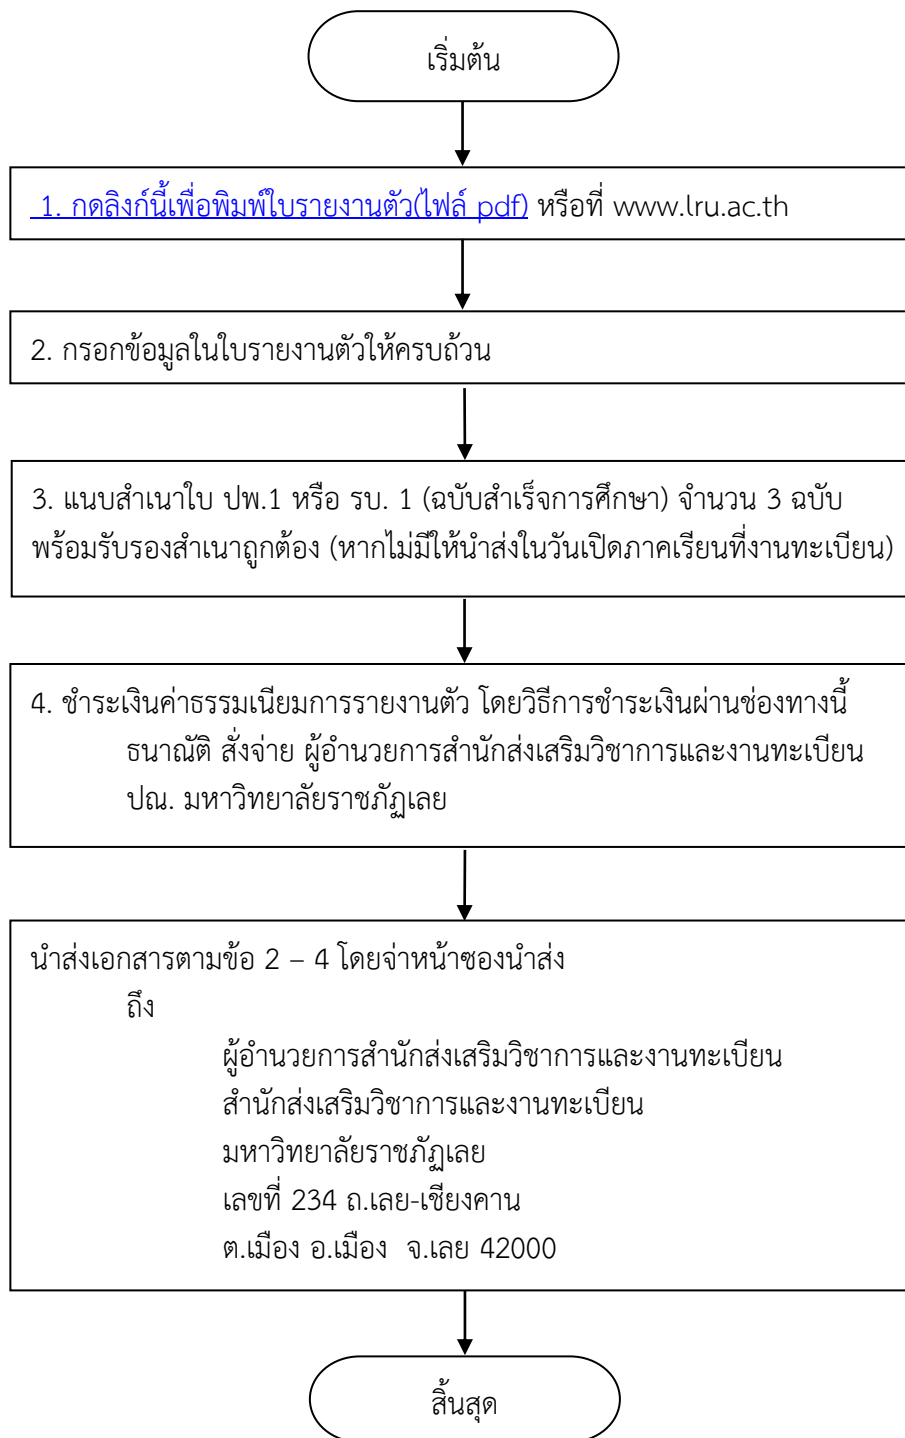 เริ่มต้น
1. กดลิงก์นี้เพื่อพิมพ์ใบรายงานตัว(ไฟล์ pdf) หรือที่ www.lru.ac.th
2. กรอกข้อมูลในใบรายงานตัวให้ครบถ้วน
3. แนบสำเนาใบ ปพ.1 หรือ รบ. 1 (ฉบับสำเร็จการศึกษา) จำนวน 3 ฉบับ
พร้อมรับรองสำเนาถูกต้อง (หากไม่มีให้นำส่งในวันเปิดภาคเรียนที่งานทะเบียน)
4. ชำระเงินค่าธรรมเนียมการรายงานตัว โดยวิธีการชำระเงินผ่านช่องทางนี้
ธนาณัติ สั่งจ่าย ผู้อำนวยการสำนักส่งเสริมวิชาการและงานทะเบียน
ปณ. มหาวิทยาลัยราชภัฏเลย
นำส่งเอกสารตามข้อ 2 – 4 โดยจ่าหน้าซองนำส่ง
ถึง
ผู้อำนวยการสำนักส่งเสริมวิชาการและงานทะเบียน
สำนักส่งเสริมวิชาการและงานทะเบียน
มหาวิทยาลัยราชภัฏเลย
เลขที่ 234 ถ.เลย-เชียงคาน
ต.เมือง อ.เมือง จ.เลย 42000
สิ้นสุด